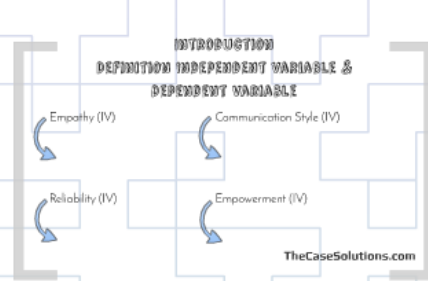 INTRODUCTION
DEFINITION INDEPENDENT VARIABLE &
DEPENDENT VARIABLE
Empathy (IV)
Communication Style (IV)
Reliability (IV)
Empowerment (IV)
TheCaseSolutions.com